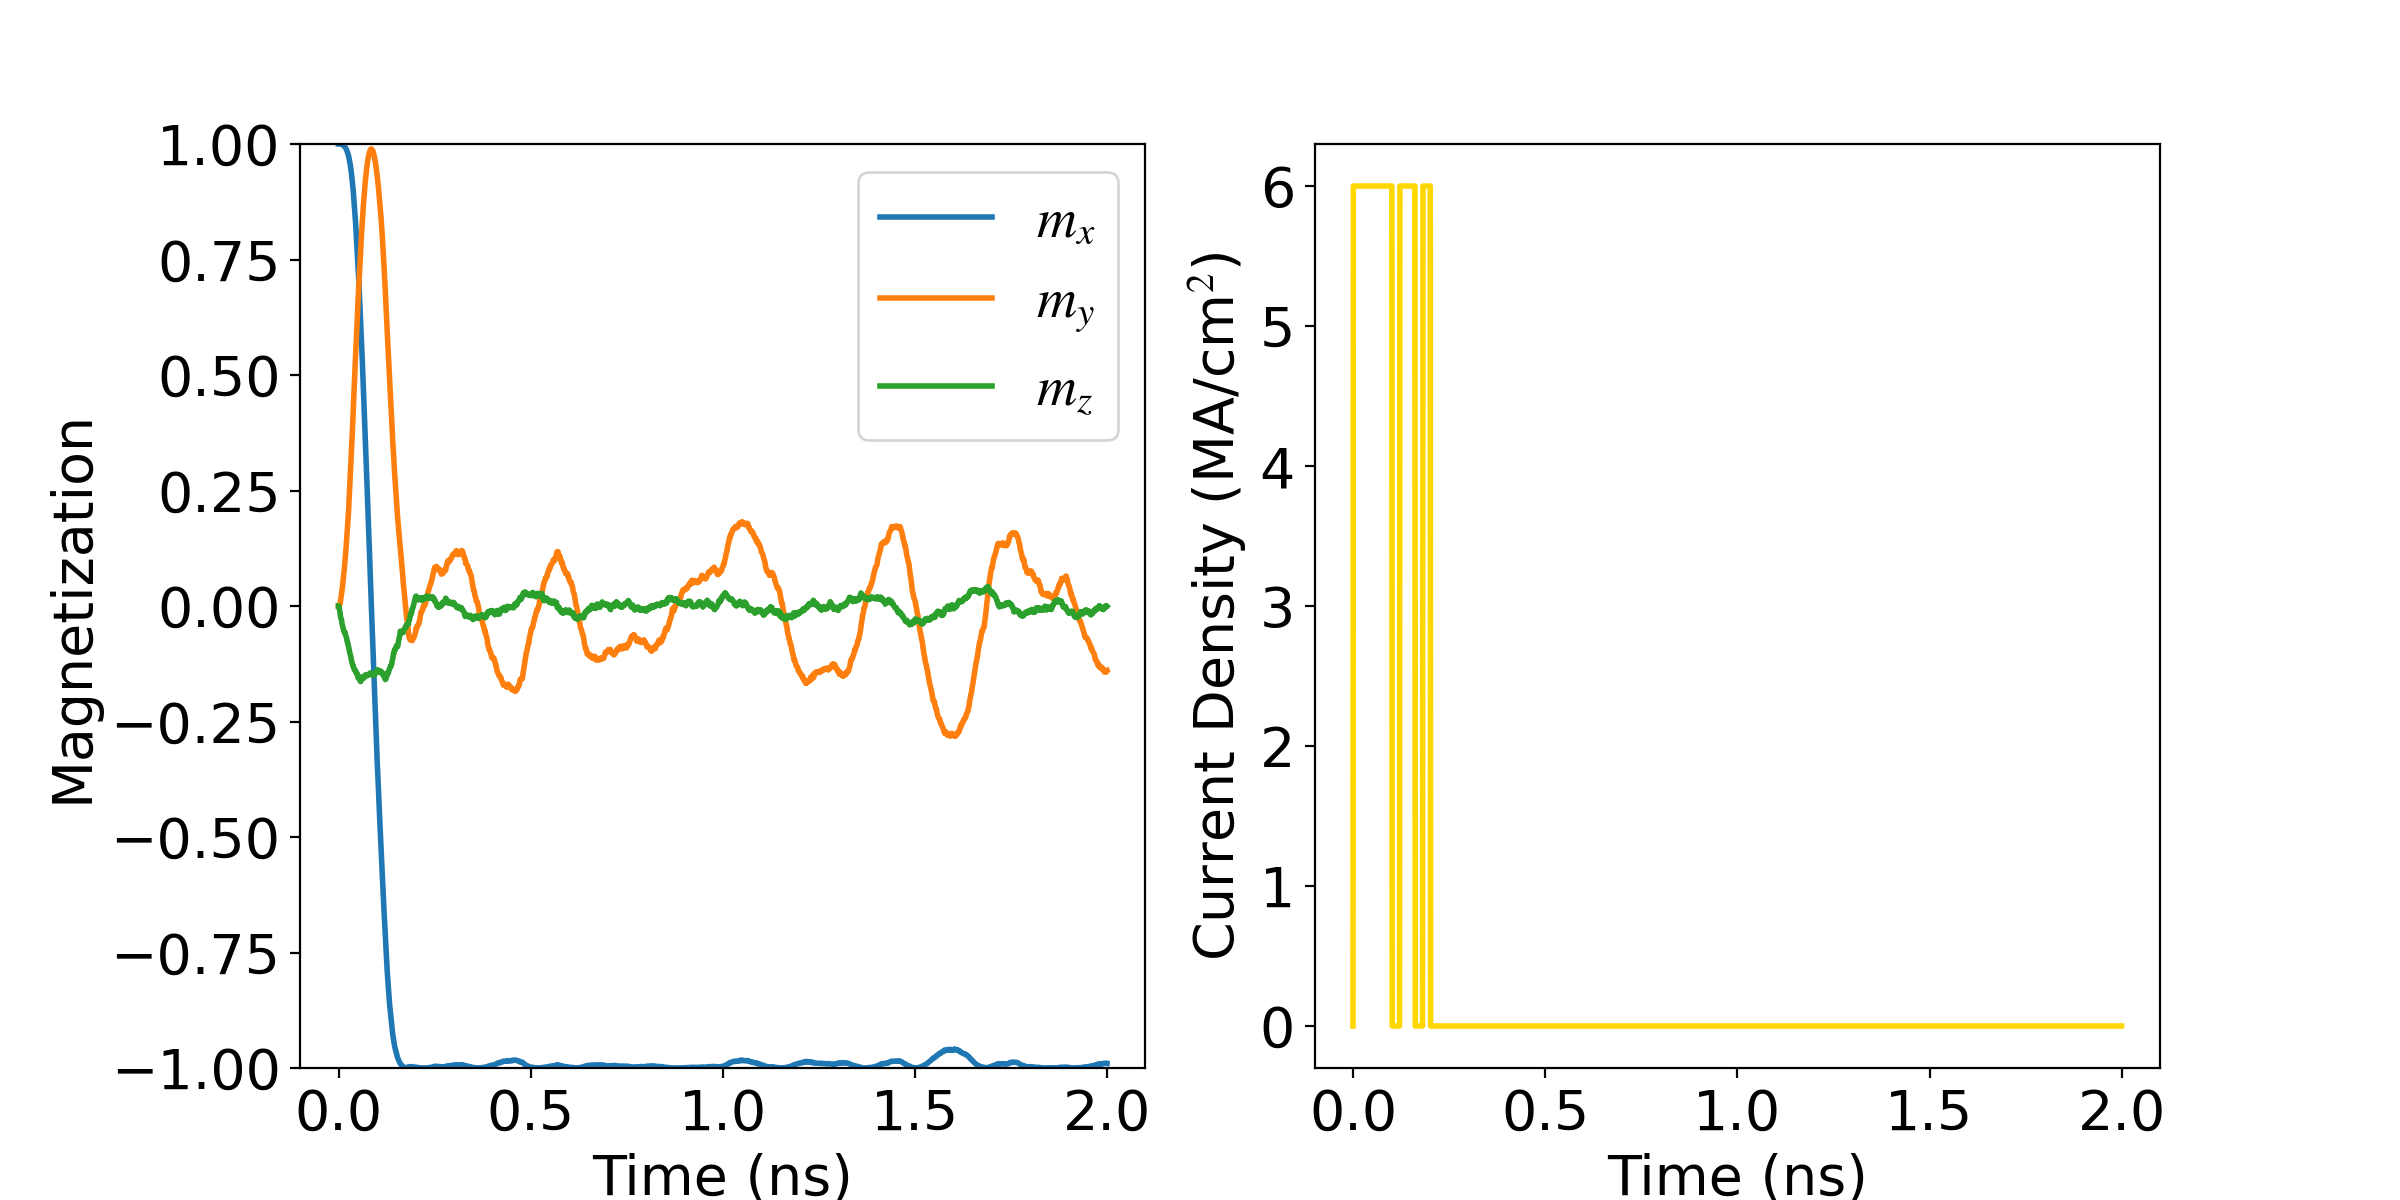 1.00
0.75
0.50
0.25
0.00
−0.25
−0.50
−0.75
−1.00
Magnetization
0.0 0.5 1.0 1.5 2.0
Time (ns)
m_x
m_y
m_z
6
5
4
3
2
1
0
Current Density (MA/cm²)
0.0 0.5 1.0 1.5 2.0
Time (ns)